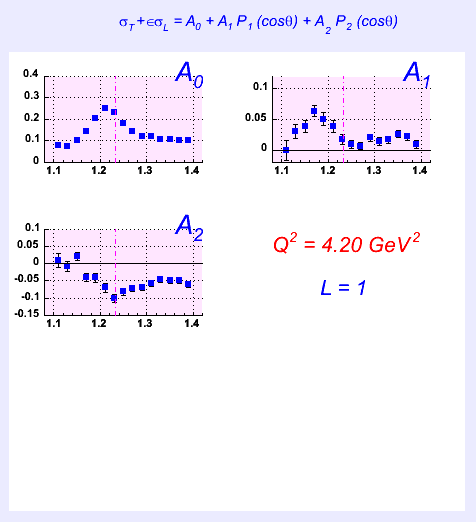 σT+εσL = A0 + A1 P1 (cosθ) + A2 P2 (cosθ)
A0
0.4
0.3
0.2
0.1
0
1.1 1.2 1.3 1.4
A1
0.1
0.05
0
1.1 1.2 1.3 1.4
A2
0.1
0.05
0
-0.05
-0.1
-0.15
1.1 1.2 1.3 1.4
Q² = 4.20 GeV²
L = 1